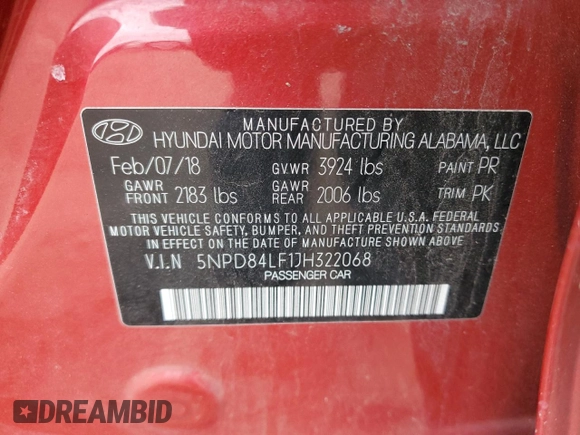 MANUFACTURED BY
HYUNDAI MOTOR MANUFACTURING ALABAMA, LLC
Feb/07/18 G.V.WR 3924 lbs PAINT PR
GAWR FRONT 2183 lbs GAWR REAR 2006 lbs TRIM PK
THIS VEHICLE CONFORMS TO ALL APPLICABLE U.S.A. FEDERAL
MOTOR VEHICLE SAFETY, BUMPER, AND THEFT PREVENTION STANDARDS
IN EFFECT ON THE DATE OF MANUFACTURE SHOWN ABOVE
V.I.N 5NPD84LF1JH322068
PASSENGER CAR
DREAMBID